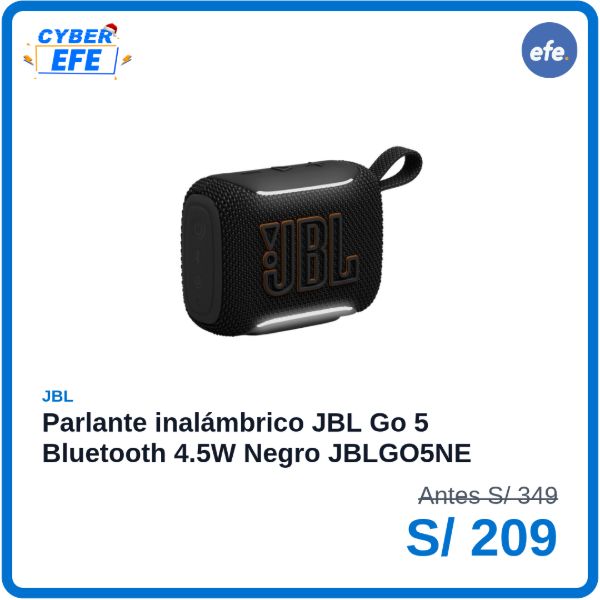 CYBER
EFE
efe.
JBL
JBL
Parlante inalámbrico JBL Go 5
Bluetooth 4.5W Negro JBLGO5NE
Antes S/ 349
S/ 209